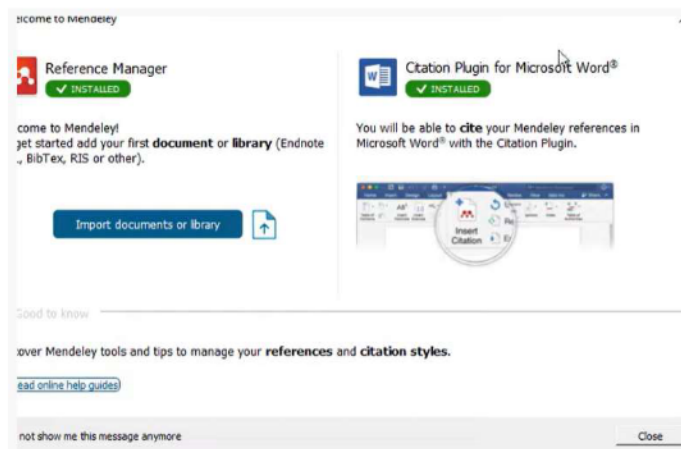 elcome to Mendeley
Reference Manager
INSTALLED
come to Mendeley!
get started add your first document or library (Endnote
., BibTex, RIS or other).
Import documents or library
Citation Plugin for Microsoft Word®
INSTALLED
You will be able to cite your Mendeley references in
Microsoft Word® with the Citation Plugin.
Insert
Citation
Good to know
cover Mendeley tools and tips to manage your references and citation styles.
ead online help guides
not show me this message anymore
Close